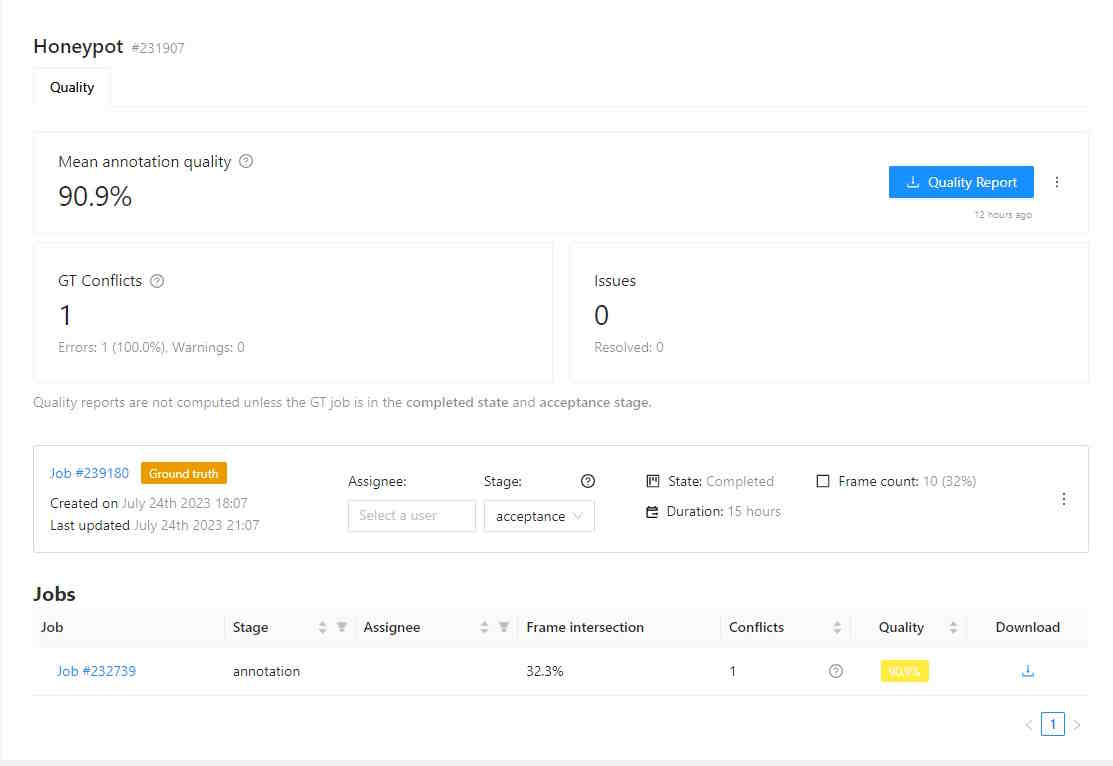 Honeypot #231907
Quality
Mean annotation quality
90.9%
Quality Report
12 hours ago
GT Conflicts
1
Errors: 1 (100.0%), Warnings: 0
Issues
0
Resolved: 0
Quality reports are not computed unless the GT job is in the completed state and acceptance stage.
Job #239180 Ground truth
Created on July 24th 2023 18:07
Last updated July 24th 2023 21:07
Assignee:
Select a user
Stage:
acceptance
State: Completed
Duration: 15 hours
Frame count: 10 (32%)
Jobs
Job Stage Assignee Frame intersection Conflicts Quality Download
Job #232739 annotation 32.3% 1 90.9%
1